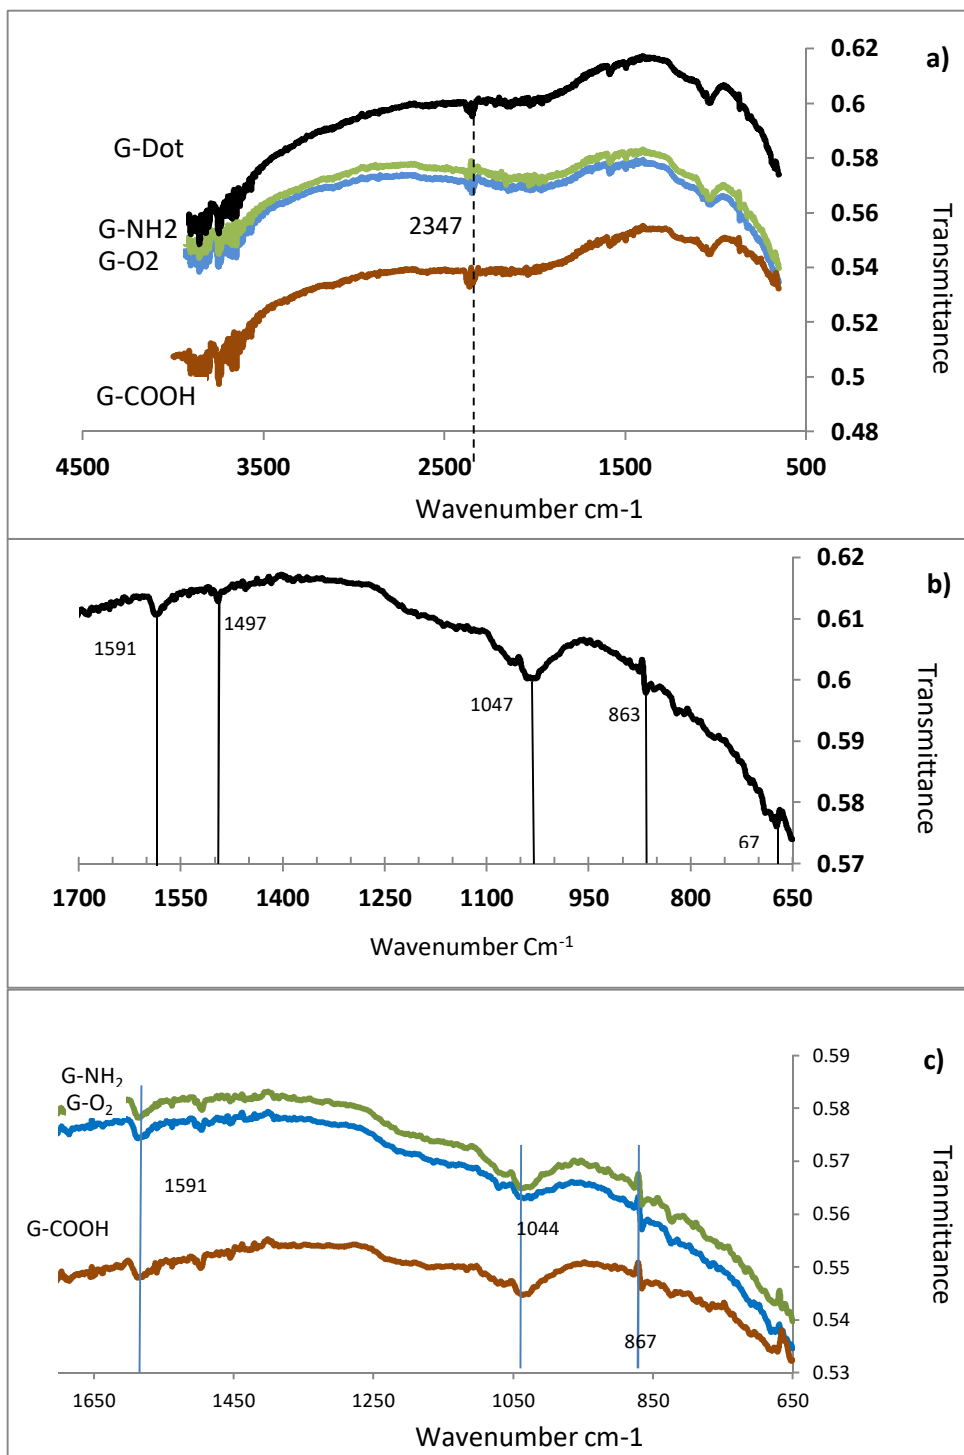 a)
0.62
0.6
0.58
0.56
0.54
0.52
0.5
0.48
Transmittance
G-Dot
G-NH2
G-O2
G-COOH
2347
4500 3500 2500 1500 500
Wavenumber cm-1
b)
0.62
0.61
0.6
0.59
0.58
0.57
Transmittance
1591
1497
1047
863
67
1700 1550 1400 1250 1100 950 800 650
Wavenumber Cm-1
c)
0.59
0.58
0.57
0.56
0.55
0.54
0.53
Tranmittance
G-NH2
G-O2
G-COOH
1591
1044
867
1650 1450 1250 1050 850 650
Wavenumber cm-1